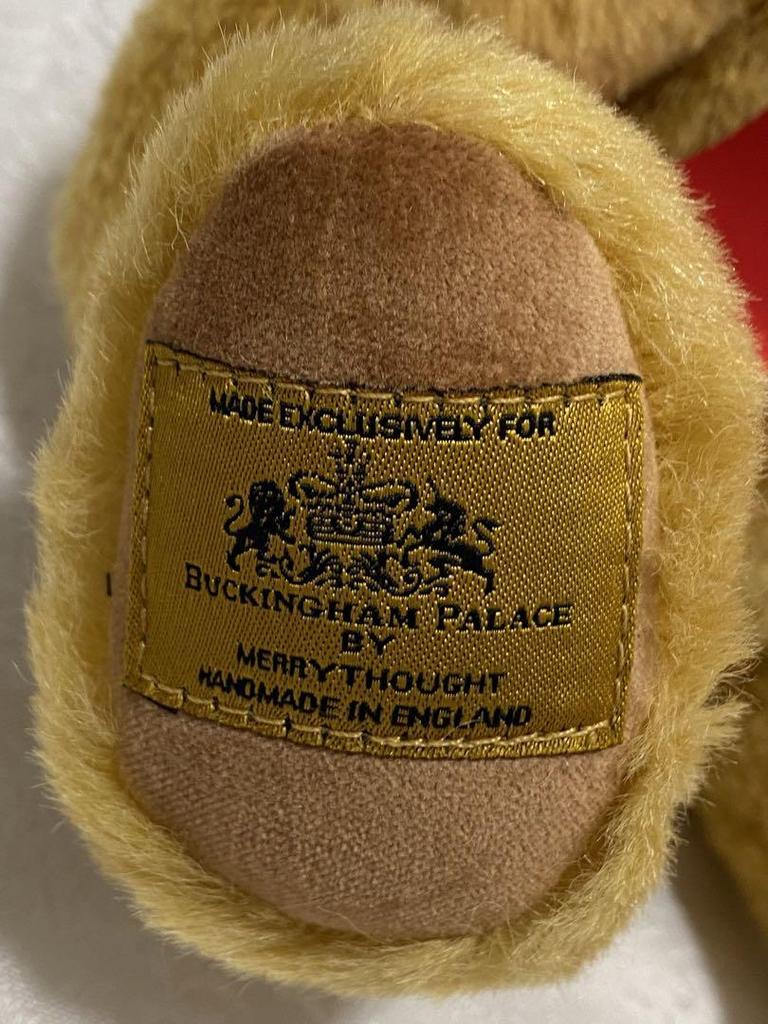 MADE EXCLUSIVELY FOR
BUCKINGHAM PALACE
BY
MERRYTHOUGHT
HANDMADE IN ENGLAND